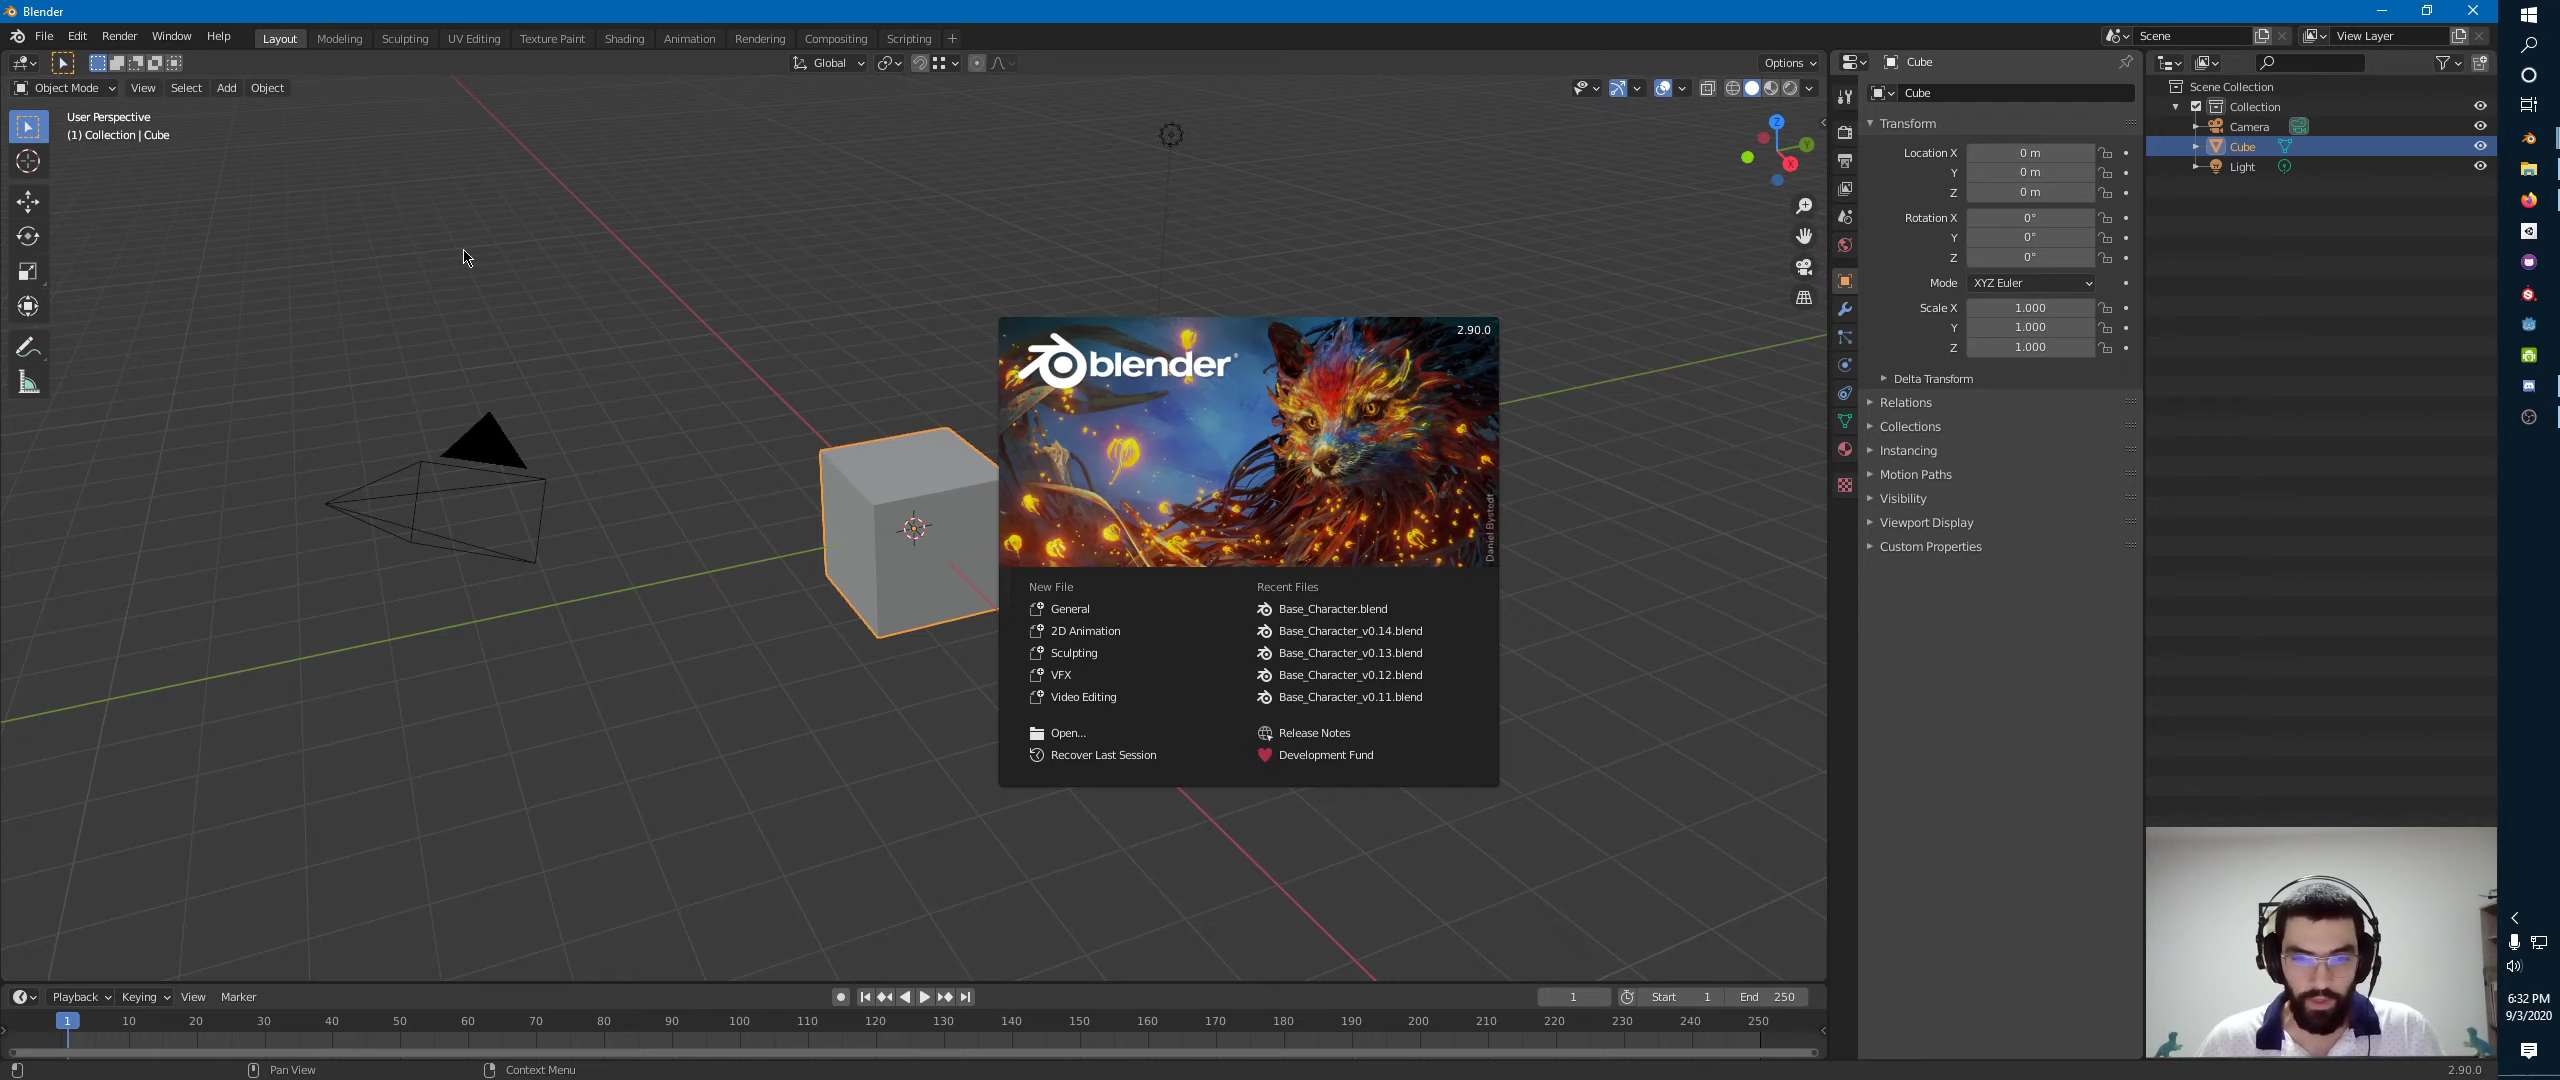 Blender
File Edit Render Window Help
Layout Modeling Sculpting UV Editing Texture Paint Shading Animation Rendering Compositing Scripting +
Scene
View Layer
Global
Options
Cube
Object Mode View Select Add Object
User Perspective
(1) Collection | Cube
Z
Y
X
Cube
Transform
Location X 0 m
Y 0 m
Z 0 m
Rotation X 0°
Y 0°
Z 0°
Mode XYZ Euler
Scale X 1.000
Y 1.000
Z 1.000
Delta Transform
Relations
Collections
Instancing
Motion Paths
Visibility
Viewport Display
Custom Properties
Scene Collection
Collection
Camera
Cube
Light
2.90.0
blender
Daniel Bystedt
New File
General
2D Animation
Sculpting
VFX
Video Editing
Open...
Recover Last Session
Recent Files
Base_Character.blend
Base_Character_v0.14.blend
Base_Character_v0.13.blend
Base_Character_v0.12.blend
Base_Character_v0.11.blend
Release Notes
Development Fund
Playback Keying View Marker
1
Start 1
End 250
1 10 20 30 40 50 60 70 80 90 100 110 120 130 140 150 160 170 180 190 200 210 220 230 240 250
Pan View
Context Menu
2.90.0
6:32 PM
9/3/2020